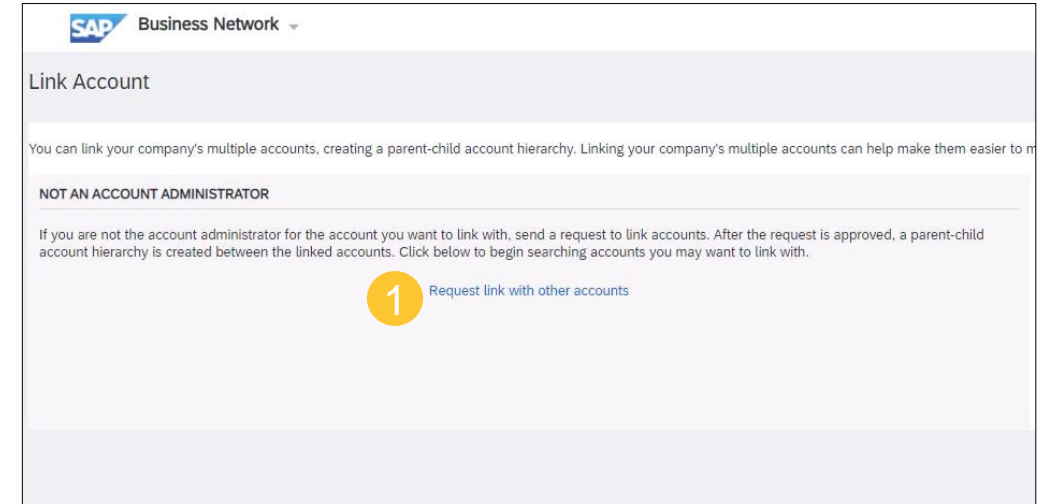 SAP Business Network
Link Account
You can link your company's multiple accounts, creating a parent-child account hierarchy. Linking your company's multiple accounts can help make them easier to
NOT AN ACCOUNT ADMINISTRATOR
If you are not the account administrator for the account you want to link with, send a request to link accounts. After the request is approved, a parent-child
account hierarchy is created between the linked accounts. Click below to begin searching accounts you may want to link with.
1 Request link with other accounts